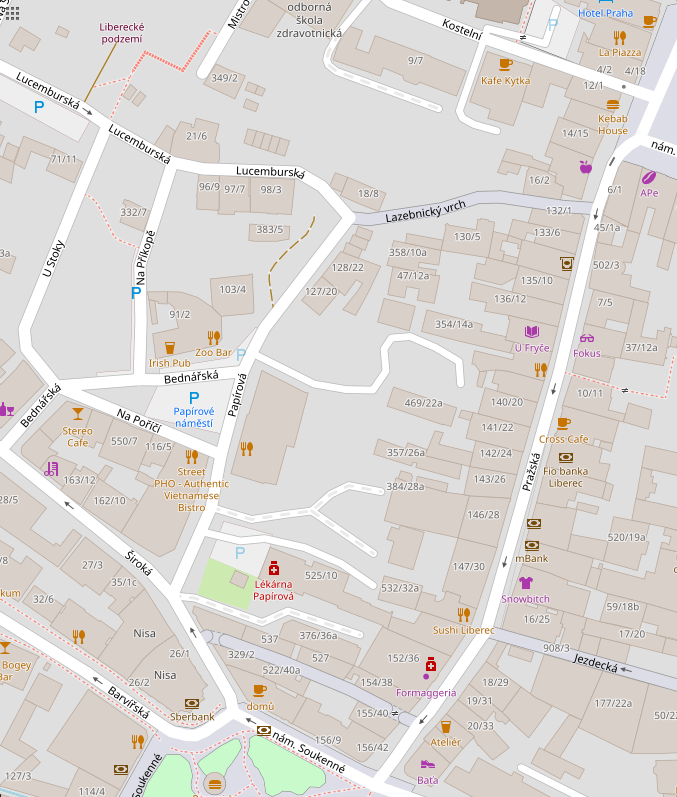 Liberecké
podzemí
Mistro
odborná
škola
zdravotnická
Kostelní
Hotel Praha
La Piazza
P
9/7
Kafe Kytka
4/2
4/18
12/1
Kebab
House
349/2
Lucemburská
P
Lucemburská
21/6
14/15
nám.
71/11
Lucemburská
96/9
97/7
98/3
18/8
16/2
6/1
APe
332/7
Lazebnický vrch
132/1
383/5
130/5
133/6
45/1a
3a
U Stoky
Na Příkopě
358/10a
128/22
47/12a
135/10
502/3
P
103/4
127/20
136/12
7/5
91/2
354/14a
U Fryče
Fokus
37/12a
Irish Pub
Zoo Bar
P
Bednářská
P
Papírové
náměstí
Papírová
Bednářská
Na Poříčí
469/22a
140/20
10/11
141/22
Stereo
Cafe
550/7
116/5
Cross Cafe
357/26a
142/24
Fio banka
Liberec
Pražská
163/12
Street
PHO - Authentic
Vietnamese
Bistro
143/26
384/28a
28/5
162/10
146/28
520/19a
mBank
Široká
P
27/3
525/10
147/30
/8
35/1c
Lékárna
Papírová
532/32a
Snowbitch
kum
32/6
59/18b
16/25
Sushi Liberec
17/20
Nisa
537
376/36a
908/3
Jezdecká
26/1
329/2
527
152/36
Bogey
Bar
Nisa
522/40a
154/38
18/29
26/2
Formaggeria
177/22a
19/31
50/22
Barvířská
Sberbank
domů
155/40
20/33
Ateliér
nám. Soukenné
156/9
156/42
Soukenné
Bata
127/3
114/4